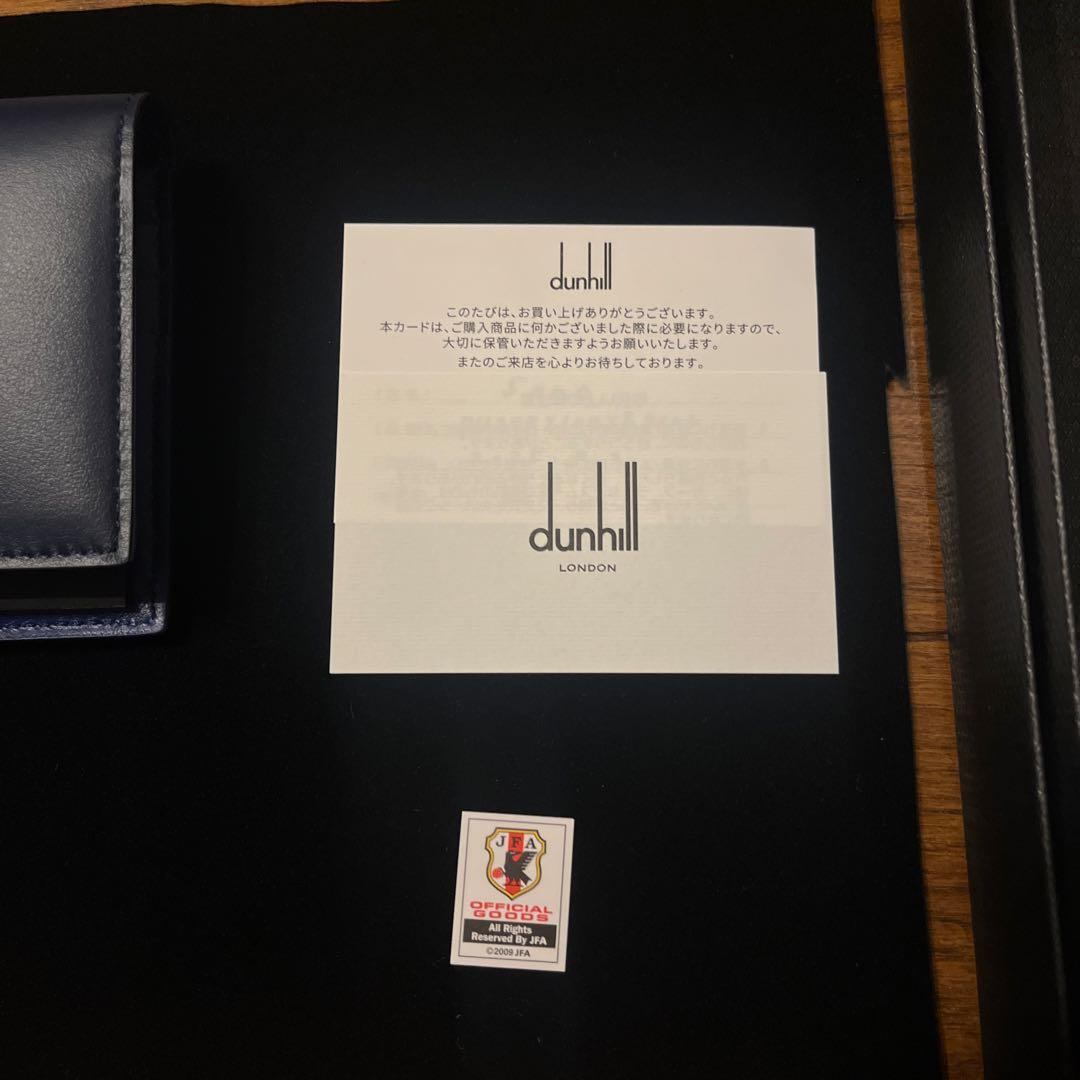 dunhill
このたびは、お買い上げありがとうございます。
本カードは、ご購入商品に何かございました際に必要になりますので、
大切に保管いただきますようお願いいたします。
またのご来店を心よりお待ちしております。
dunhill
LONDON
JFA
OFFICIAL
GOODS
All Rights
Reserved By JFA
©2009 JFA